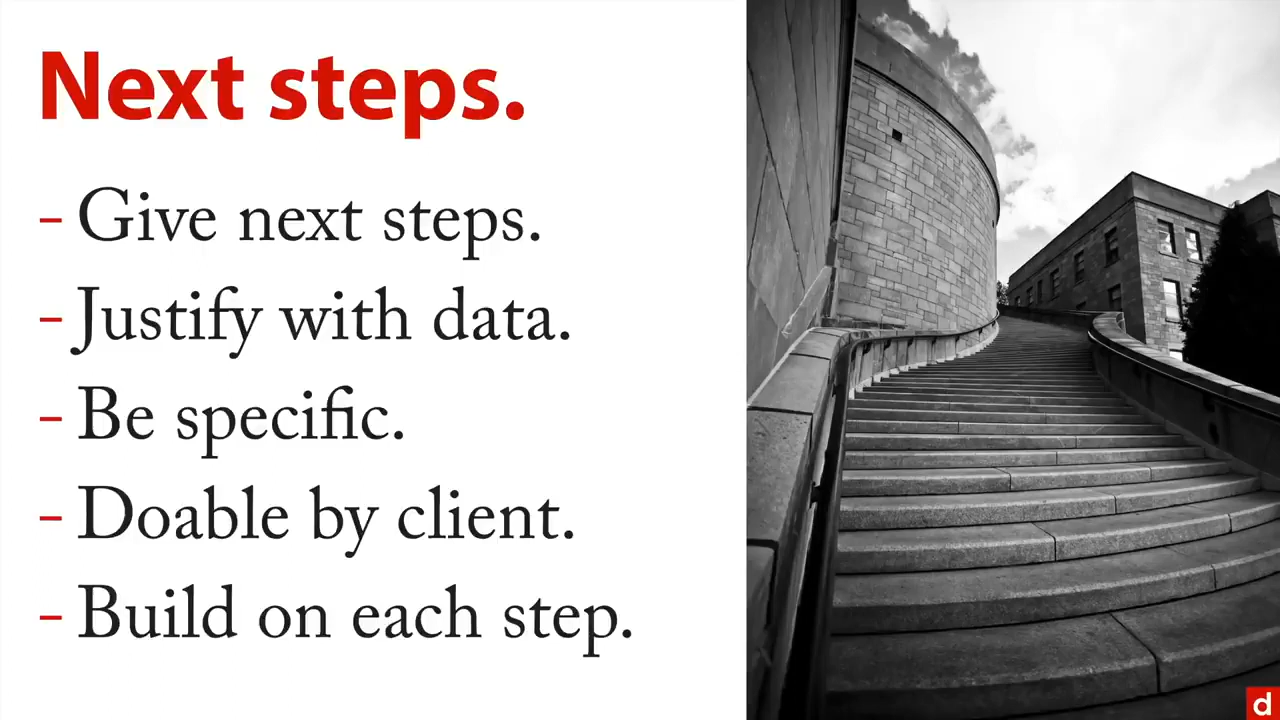 Next steps.
- Give next steps.
- Justify with data.
- Be specific.
- Doable by client.
- Build on each step.
d